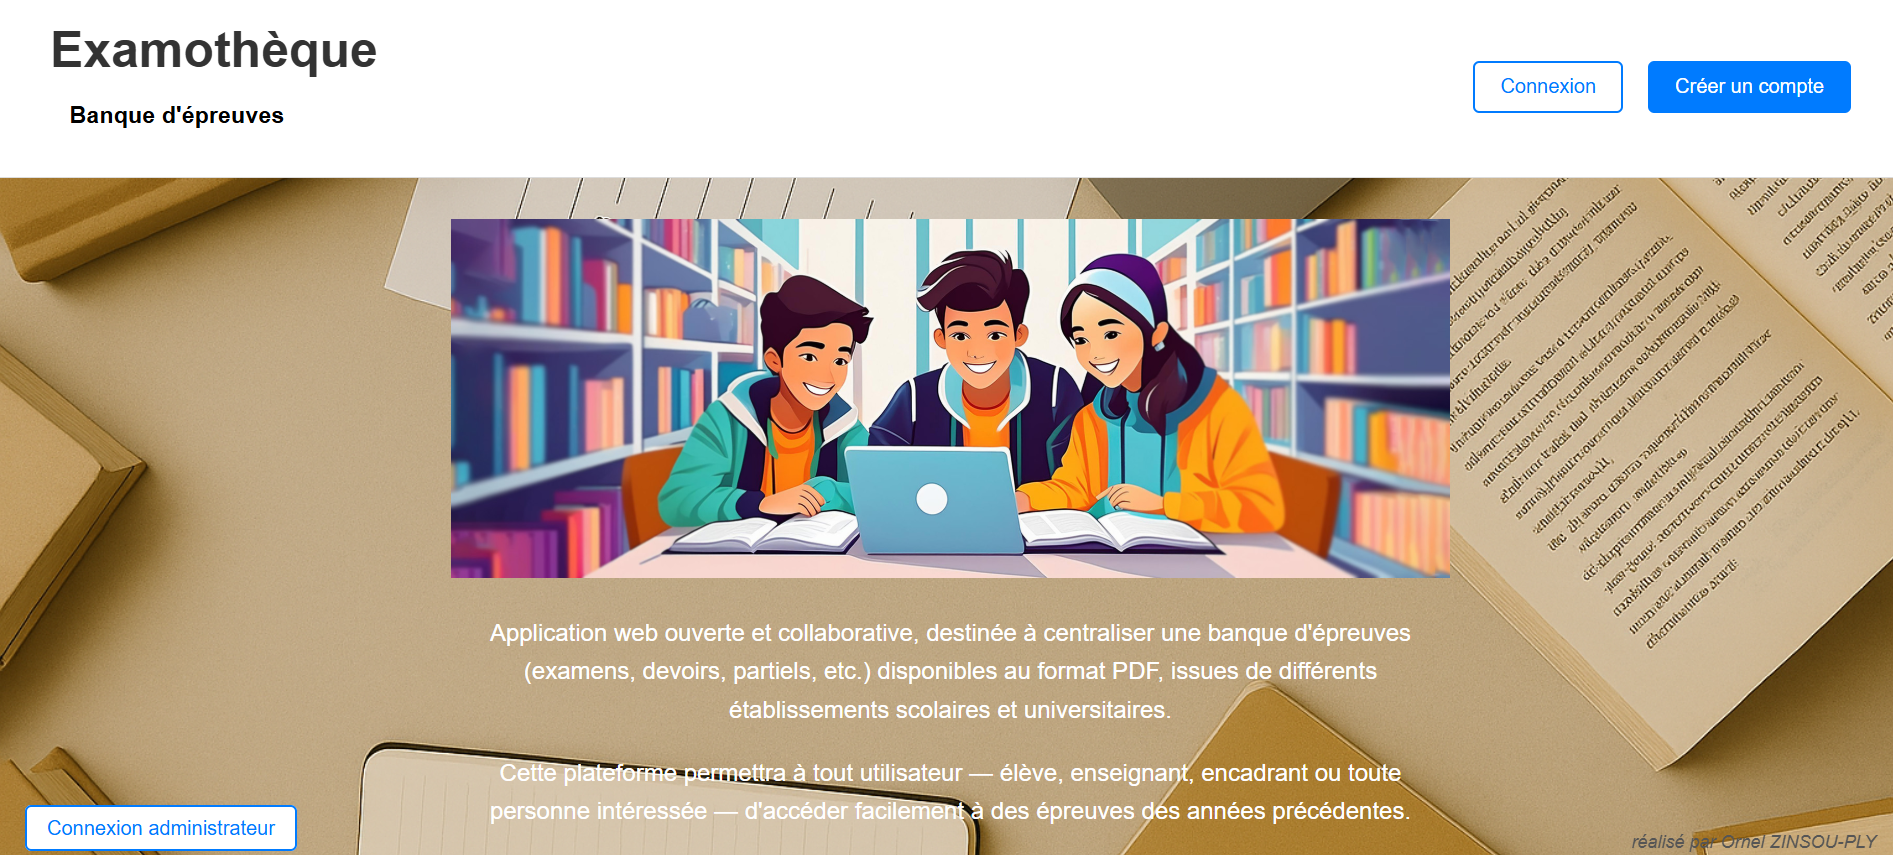 Examothèque
Banque d'épreuves
Connexion
Créer un compte
Application web ouverte et collaborative, destinée à centraliser une banque d'épreuves
(examens, devoirs, partiels, etc.) disponibles au format PDF, issues de différents
établissements scolaires et universitaires.
Cette plateforme permettra à tout utilisateur — élève, enseignant, encadrant ou toute
personne intéressée — d'accéder facilement à des épreuves des années précédentes.
Connexion administrateur
réalisé par Ornel ZINSOU-PLY